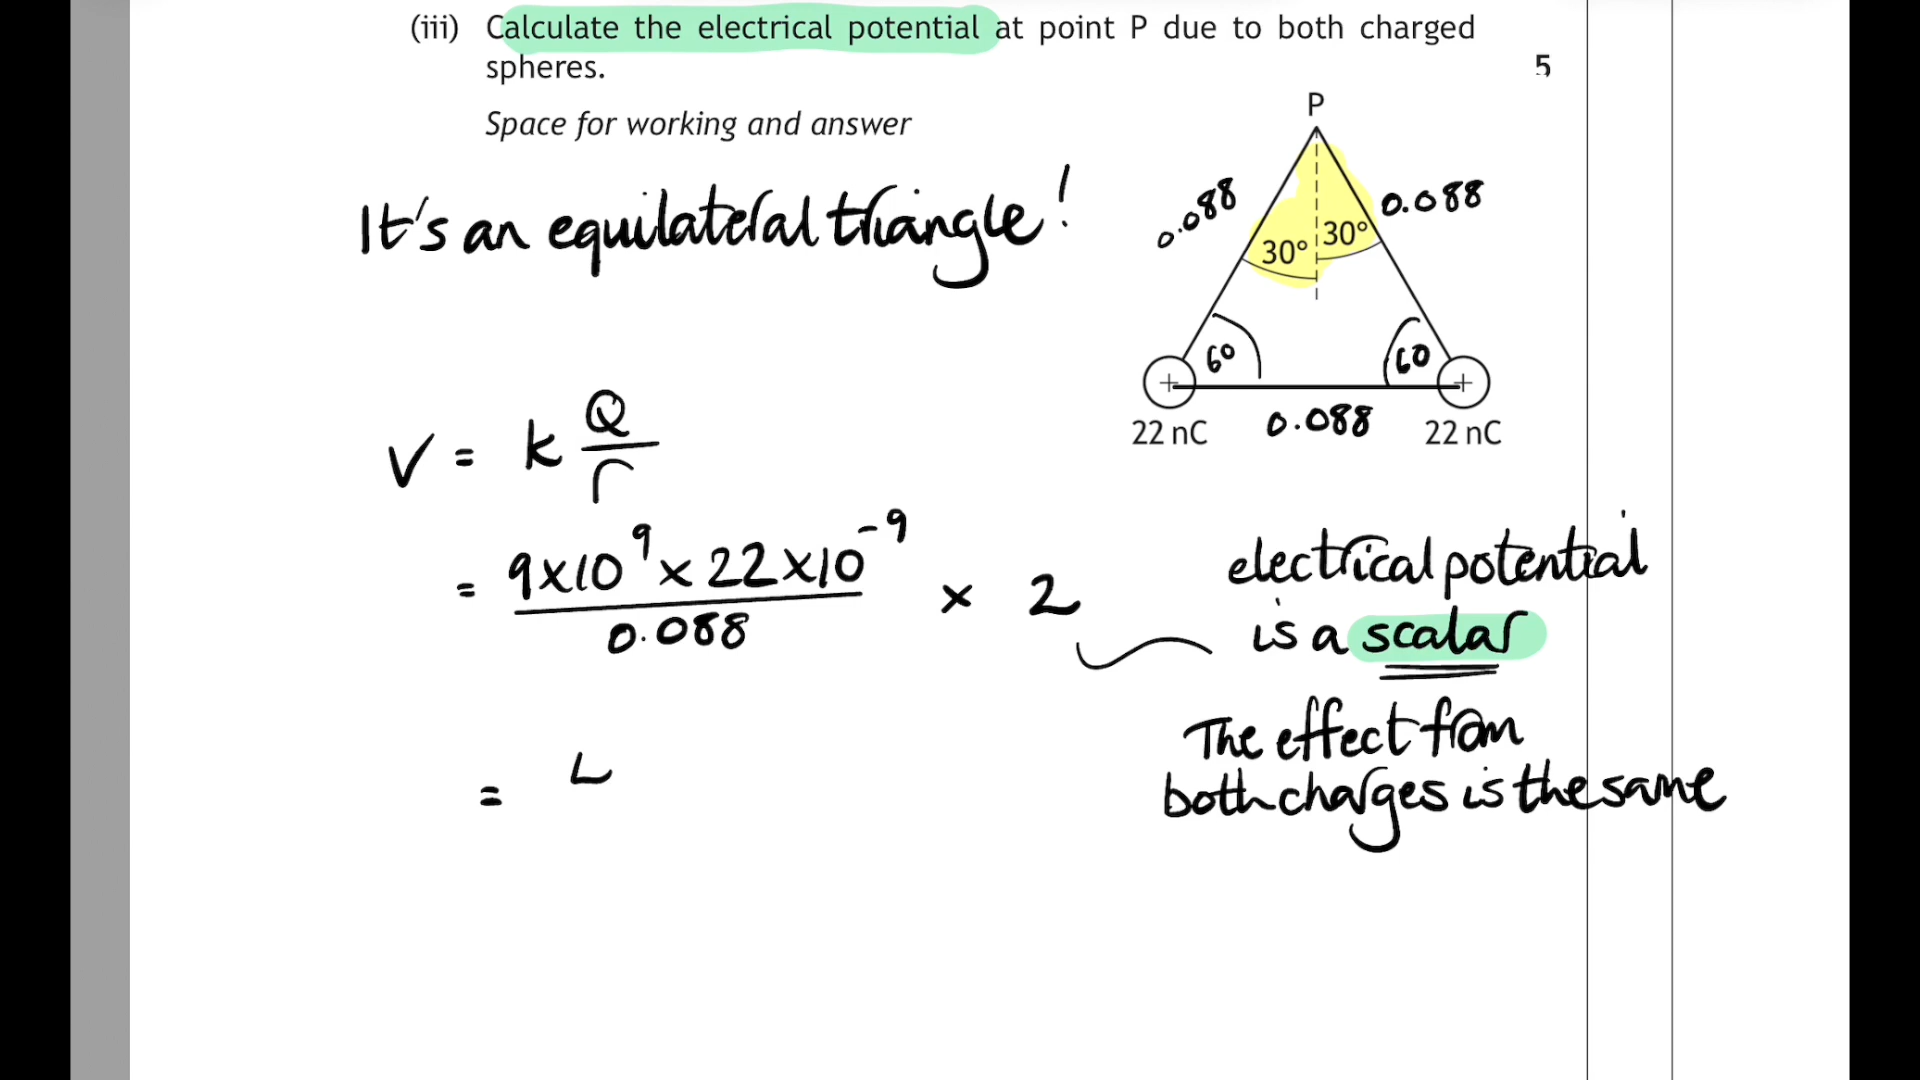 (iii) Calculate the electrical potential at point P due to both charged
spheres.
5
Space for working and answer
P
It's an equilateral triangle!
0.088
0.088
30°
30°
60
60
+
+
22 nC
0.088
22 nC
V = k Q/r
= 9x10^9 x 22x10^-9 / 0.088 x 2
electrical potential
is a scalar
The effect from
both charges is the same
=